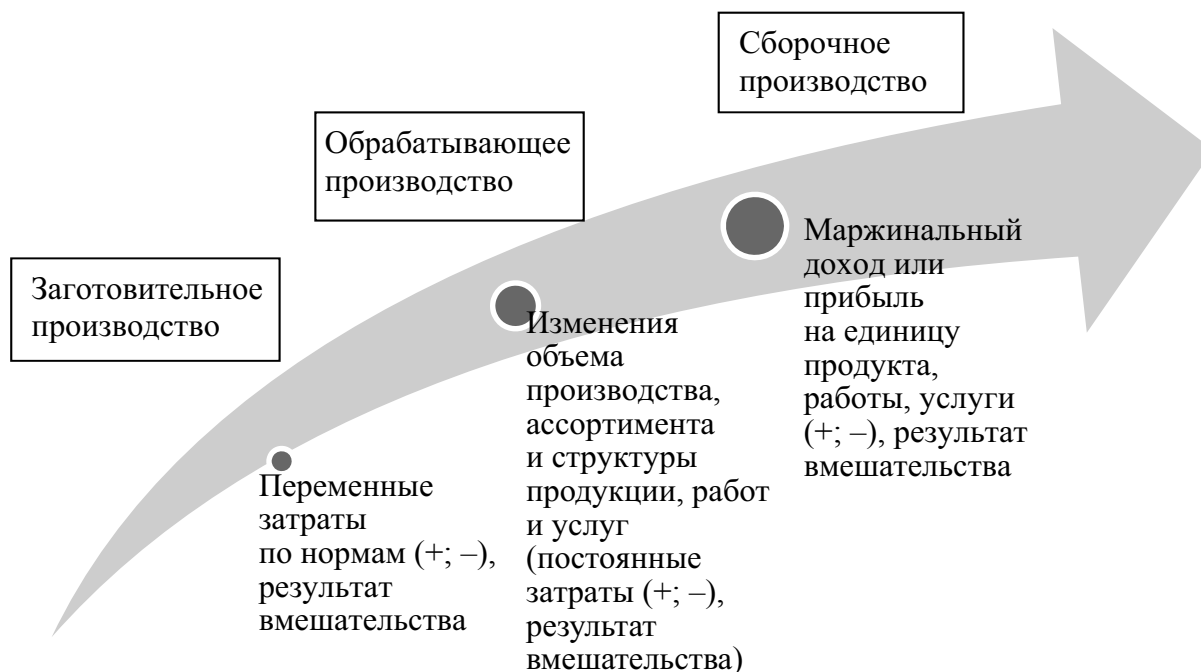 Сборочное
производство
Обрабатывающее
производство
Заготовительное
производство
Маржинальный
доход или
прибыль
на единицу
продукта,
работы, услуги
(+; –), результат
вмешательства
Изменения
объема
производства,
ассортимента
и структуры
продукции, работ
и услуг
(постоянные
затраты (+; –),
результат
вмешательства)
Переменные
затраты
по нормам (+; –),
результат
вмешательства